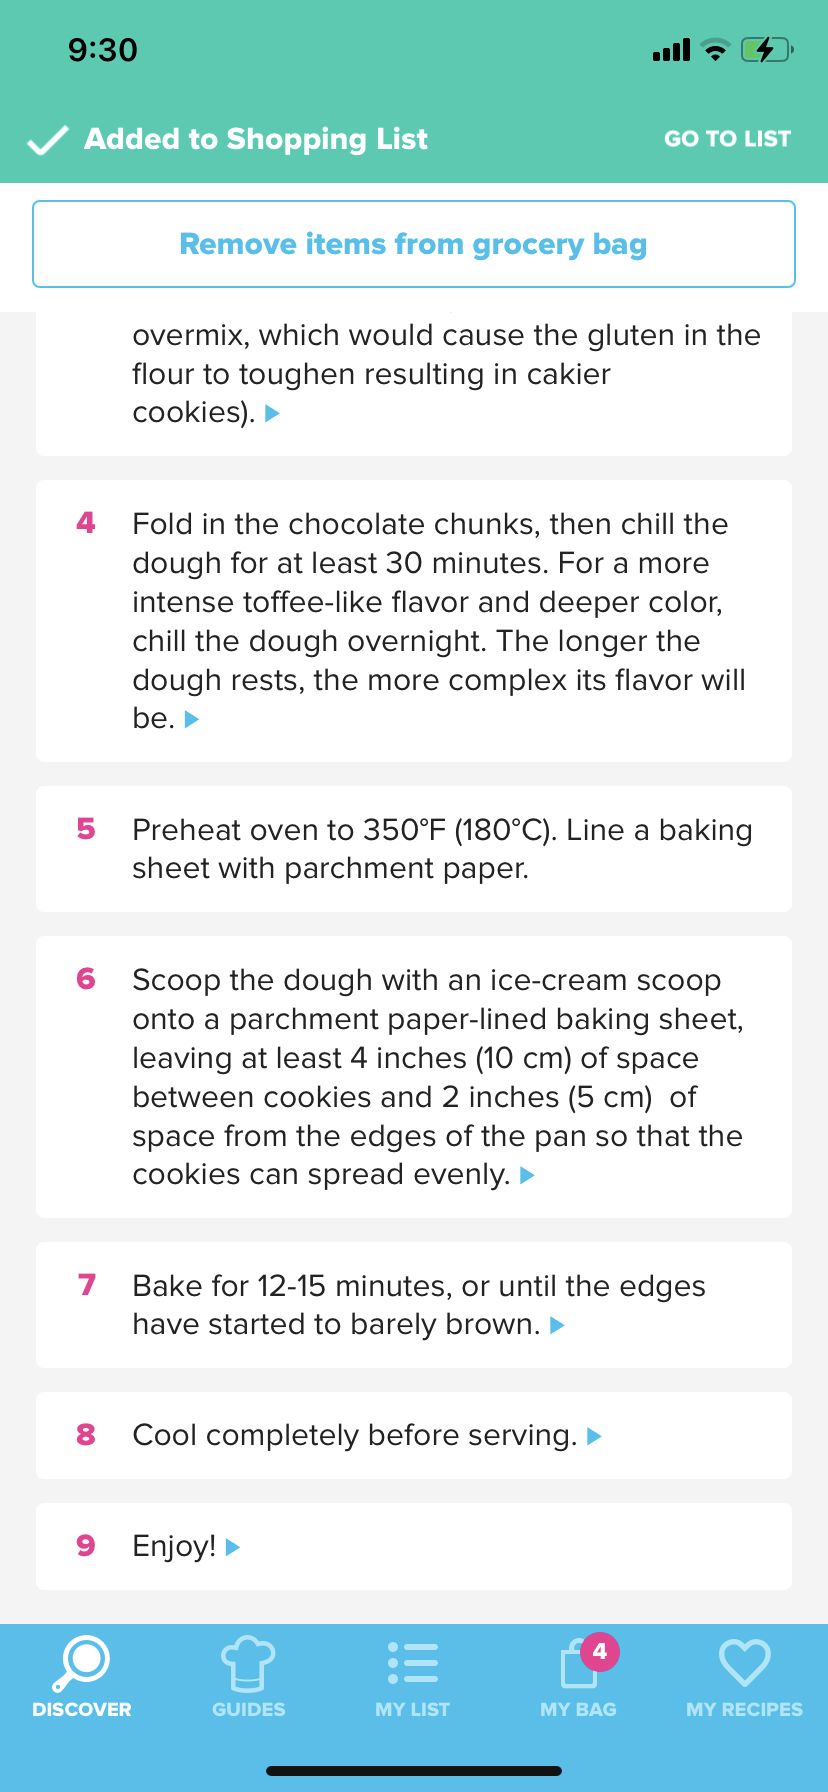 9:30
Added to Shopping List
GO TO LIST
Remove items from grocery bag
overmix, which would cause the gluten in the
flour to toughen resulting in cakier
cookies).
4 Fold in the chocolate chunks, then chill the
dough for at least 30 minutes. For a more
intense toffee-like flavor and deeper color,
chill the dough overnight. The longer the
dough rests, the more complex its flavor will
be.
5 Preheat oven to 350°F (180°C). Line a baking
sheet with parchment paper.
6 Scoop the dough with an ice-cream scoop
onto a parchment paper-lined baking sheet,
leaving at least 4 inches (10 cm) of space
between cookies and 2 inches (5 cm)  of
space from the edges of the pan so that the
cookies can spread evenly.
7 Bake for 12-15 minutes, or until the edges
have started to barely brown.
8 Cool completely before serving.
9 Enjoy!
4
DISCOVER
GUIDES
MY LIST
MY BAG
MY RECIPES